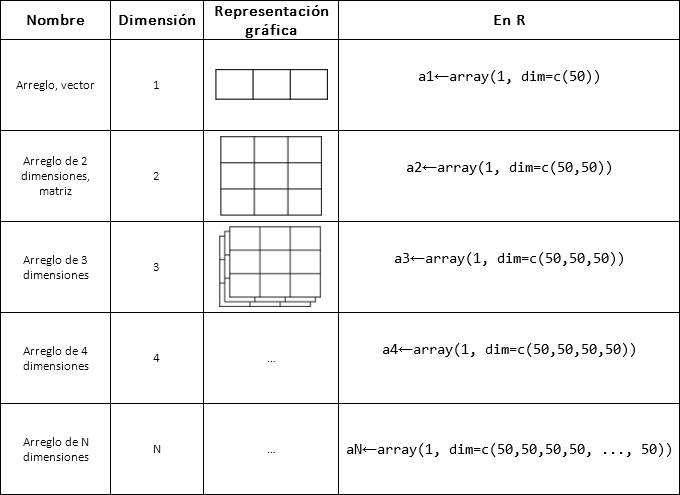 Nombre
Dimensión
Representación
gráfica
En R
Arreglo, vector
1
a1←array(1, dim=c(50))
Arreglo de 2
dimensiones,
matriz
2
a2←array(1, dim=c(50,50))
Arreglo de 3
dimensiones
3
a3←array(1, dim=c(50,50,50))
Arreglo de 4
dimensiones
4
...
a4←array(1, dim=c(50,50,50,50))
Arreglo de N
dimensiones
N
...
aN←array(1, dim=c(50,50,50,50, ..., 50))